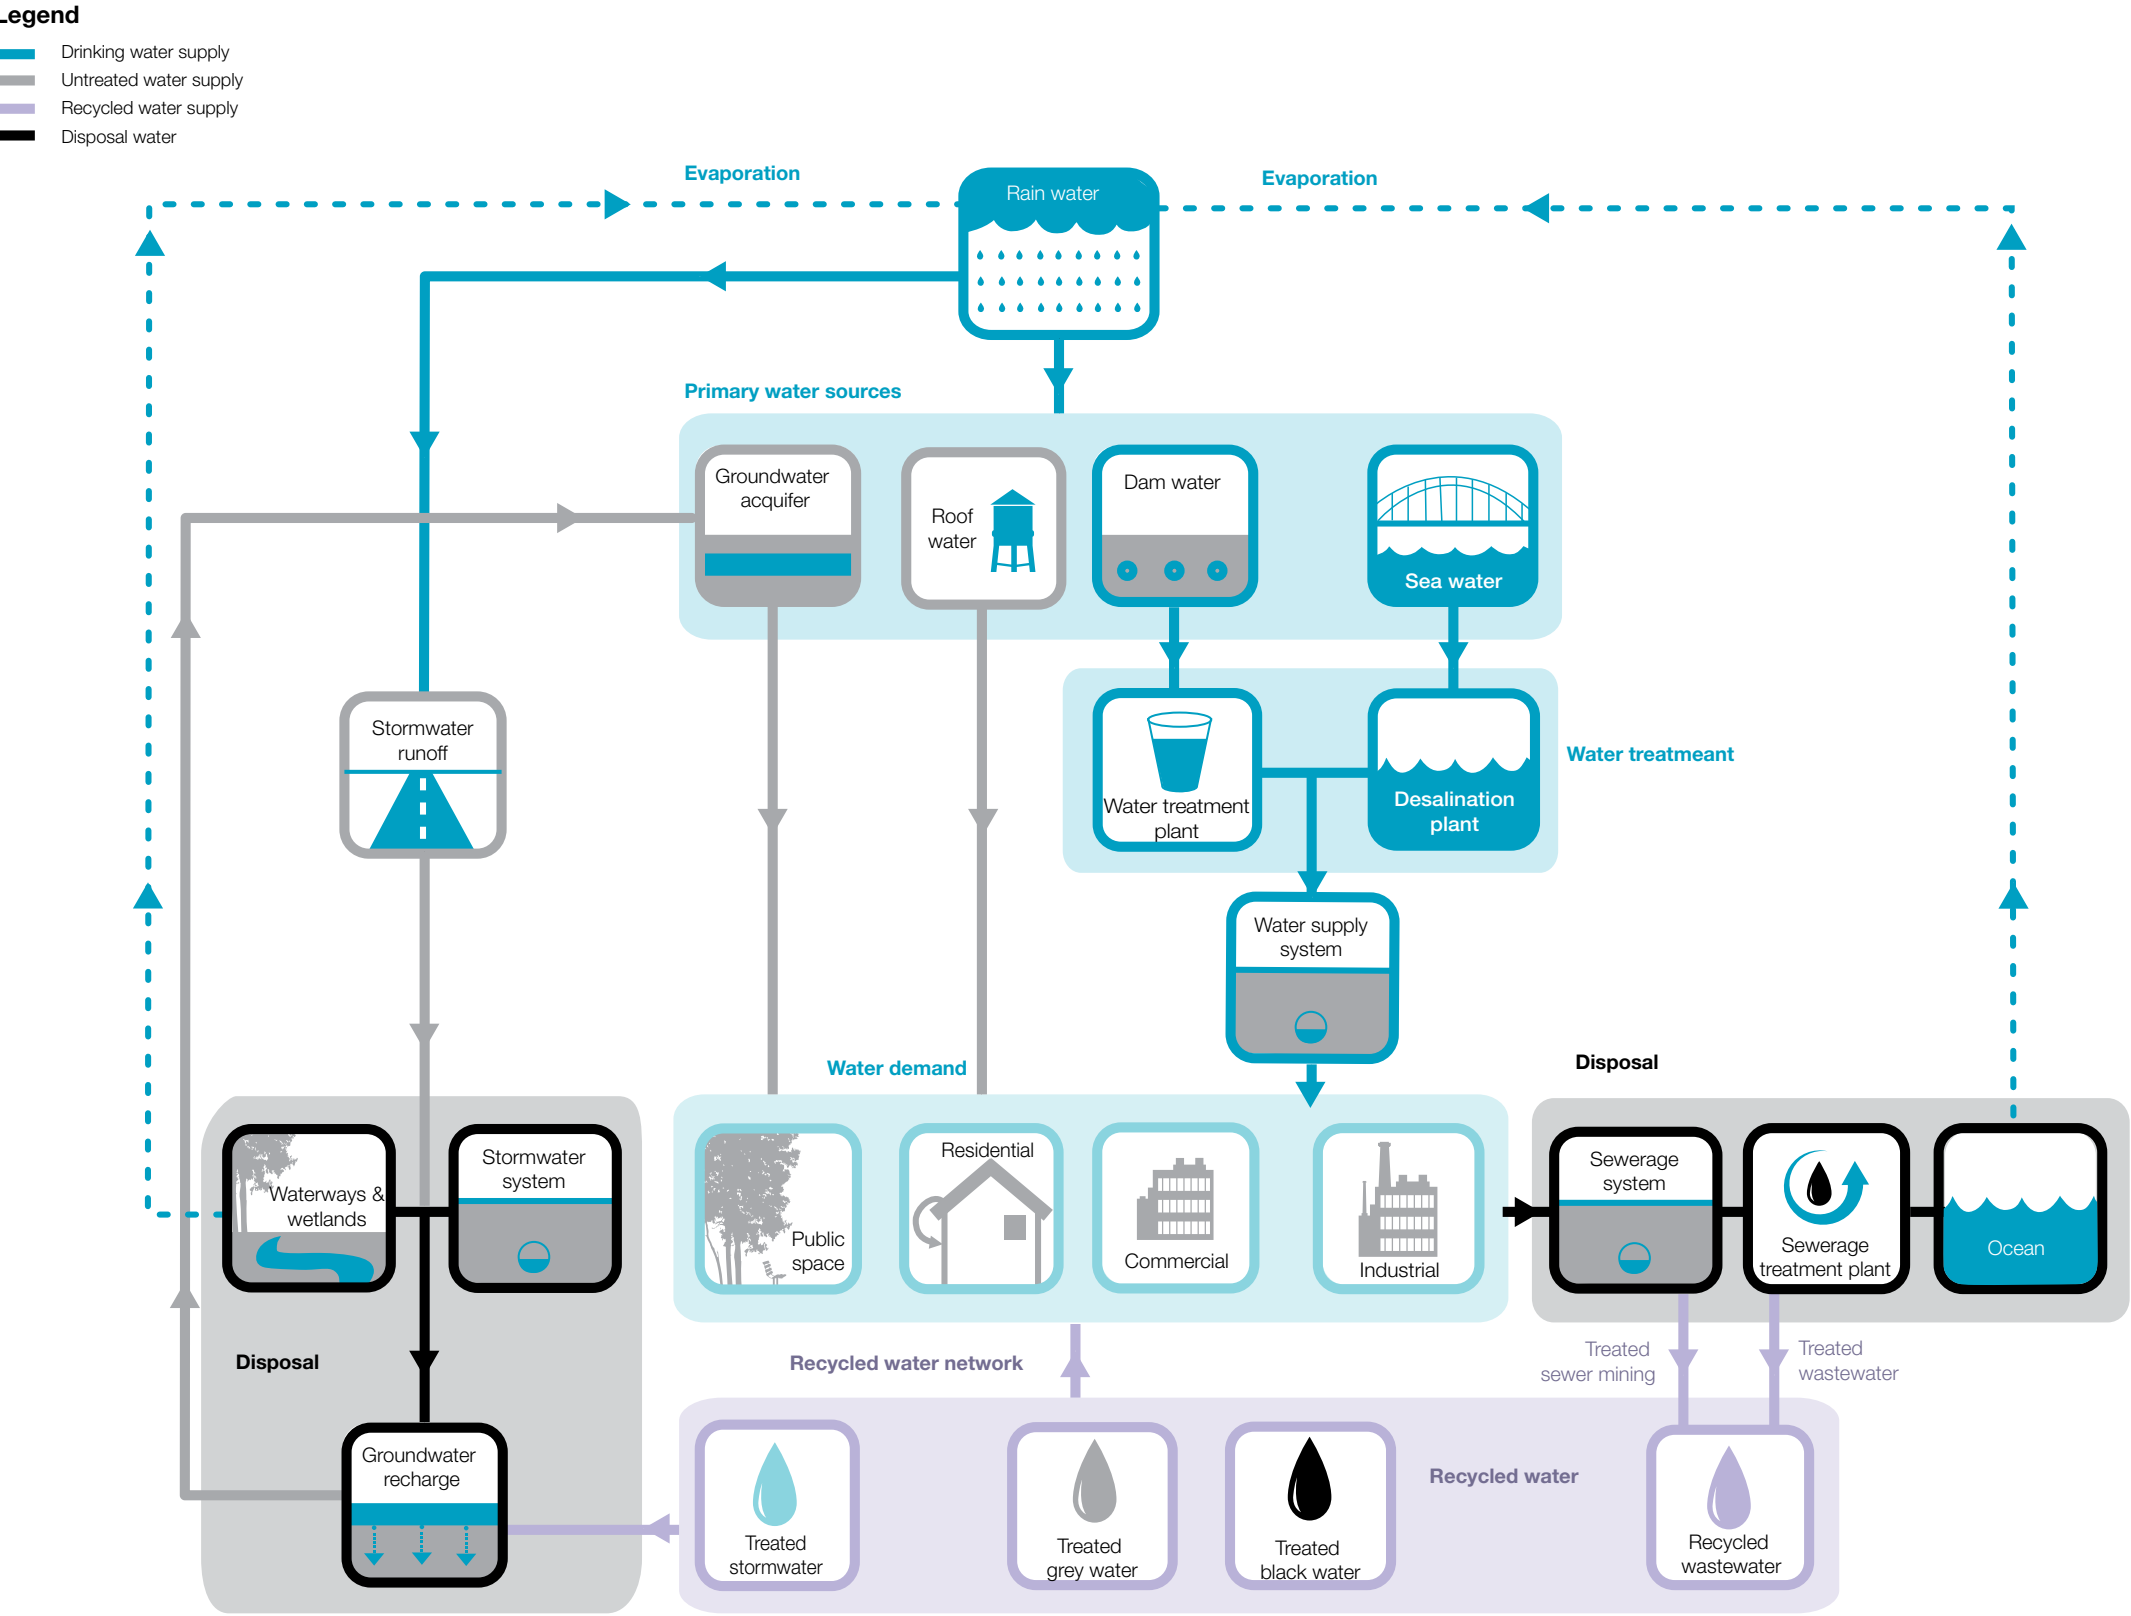 Legend
Drinking water supply
Untreated water supply
Recycled water supply
Disposal water
Evaporation
Rain water
Evaporation
Primary water sources
Groundwater
acquifer
Roof
water
Dam water
Sea water
Stormwater
runoff
Water treatment
plant
Desalination
plant
Water treatmeant
Water supply
system
Water demand
Disposal
Waterways &
wetlands
Stormwater
system
Public
space
Residential
Commercial
Industrial
Sewerage
system
Sewerage
treatment plant
Ocean
Disposal
Recycled water network
Treated
sewer mining
Treated
wastewater
Groundwater
recharge
Treated
stormwater
Treated
grey water
Treated
black water
Recycled water
Recycled
wastewater